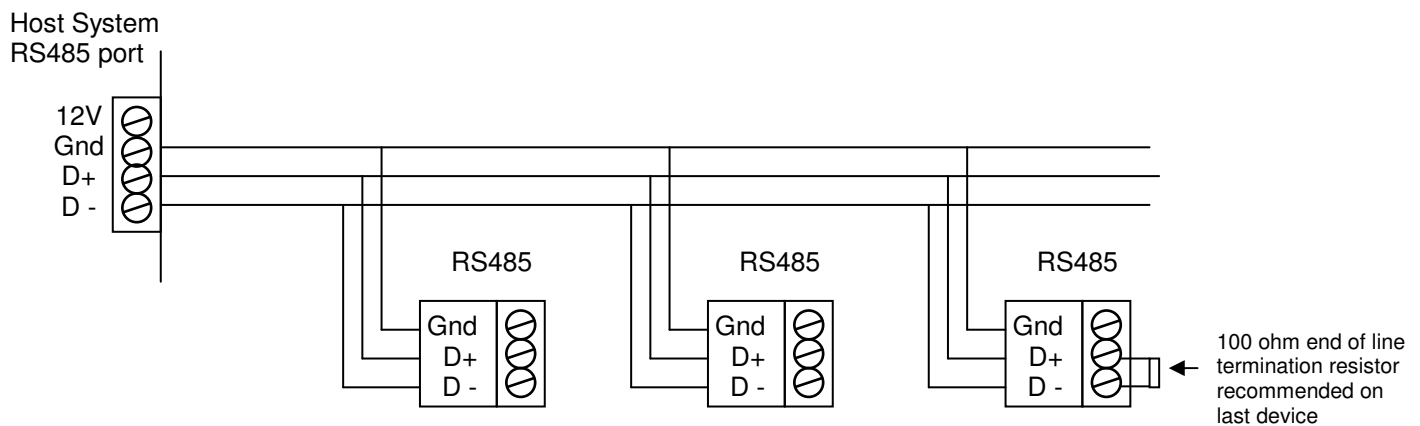 Host System
RS485 port
12V
Gnd
D+
D -
RS485
RS485
RS485
Gnd
D+
D -
Gnd
D+
D -
Gnd
D+
D -
100 ohm end of line
termination resistor
recommended on
last device